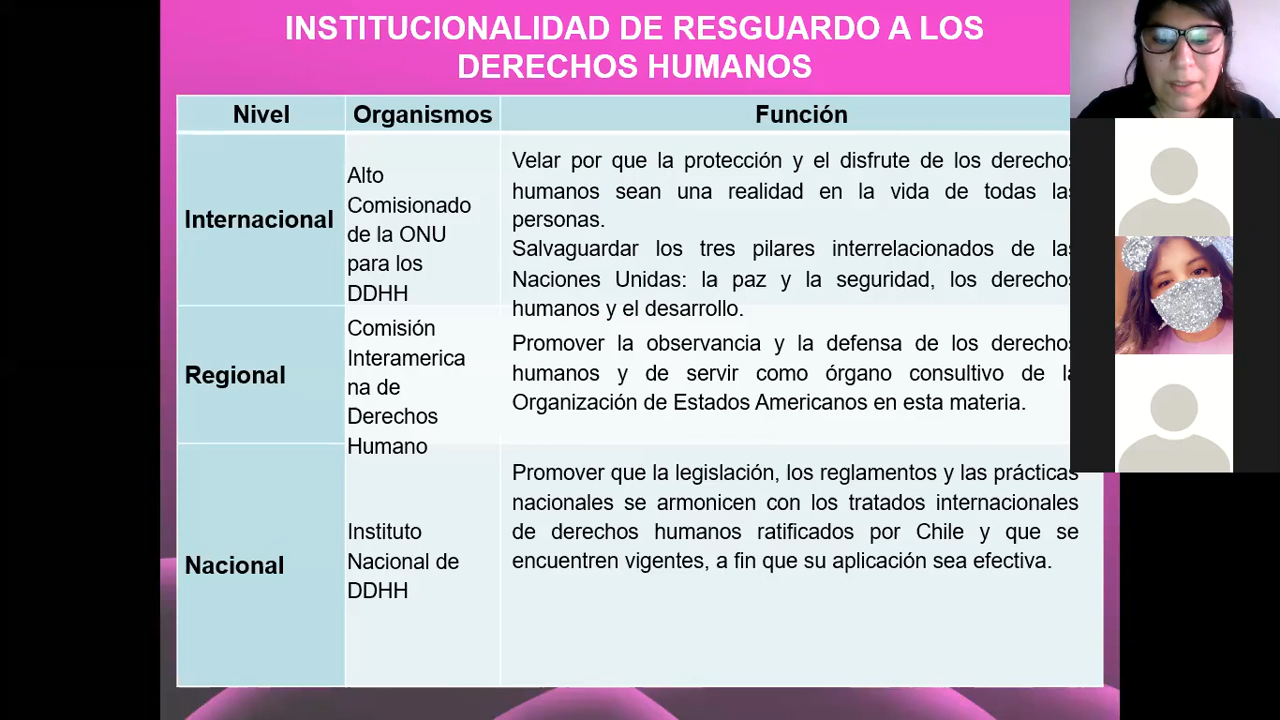 INSTITUCIONALIDAD DE RESGUARDO A LOS
DERECHOS HUMANOS
Nivel
Organismos
Función
Internacional
Alto
Comisionado
de la ONU
para los
DDHH
Velar por que la protección y el disfrute de los derechos
humanos sean una realidad en la vida de todas las
personas.
Salvaguardar los tres pilares interrelacionados de las
Naciones Unidas: la paz y la seguridad, los derechos
humanos y el desarrollo.
Regional
Comisión
Interamerica
na de
Derechos
Humano
Promover la observancia y la defensa de los derechos
humanos y de servir como órgano consultivo de la
Organización de Estados Americanos en esta materia.
Nacional
Instituto
Nacional de
DDHH
Promover que la legislación, los reglamentos y las prácticas
nacionales se armonicen con los tratados internacionales
de derechos humanos ratificados por Chile y que se
encuentren vigentes, a fin que su aplicación sea efectiva.